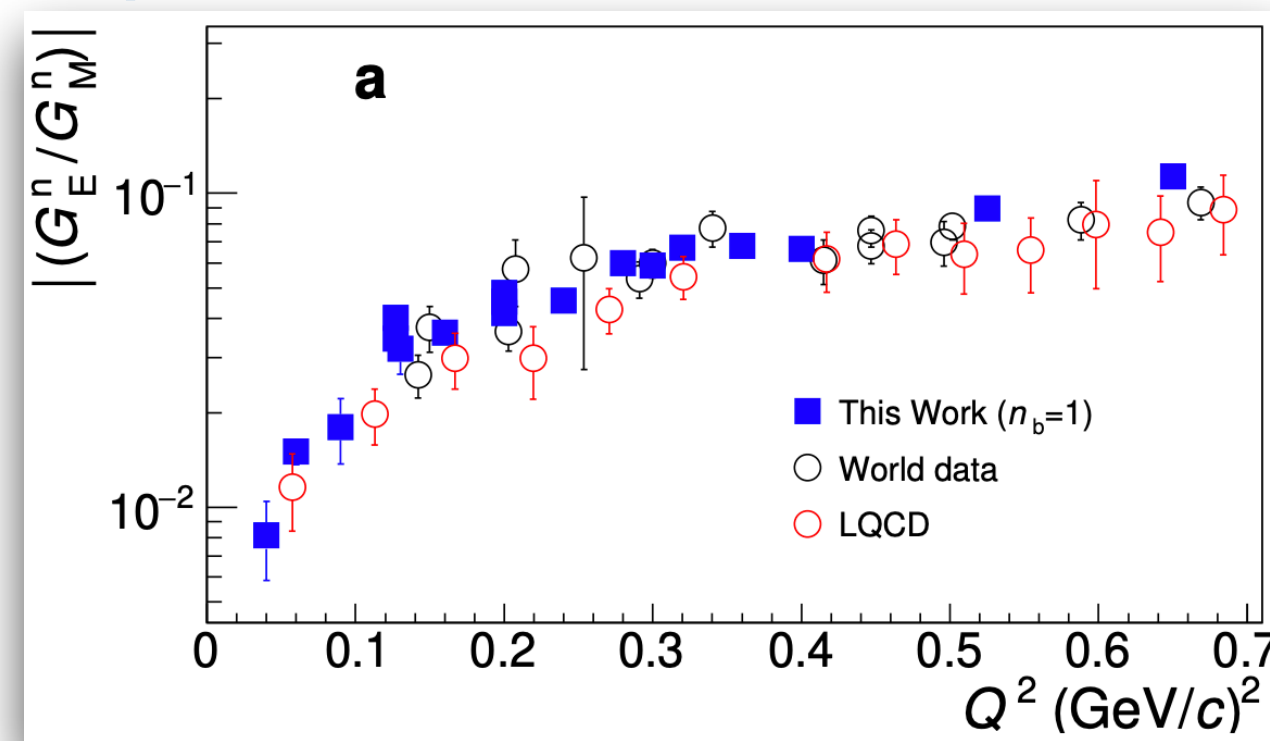 |(G^n_E/G^n_M)|
a
10⁻¹
10⁻²
This Work (n_b=1)
World data
LQCD
0 0.1 0.2 0.3 0.4 0.5 0.6 0.7
Q² (GeV/c)²